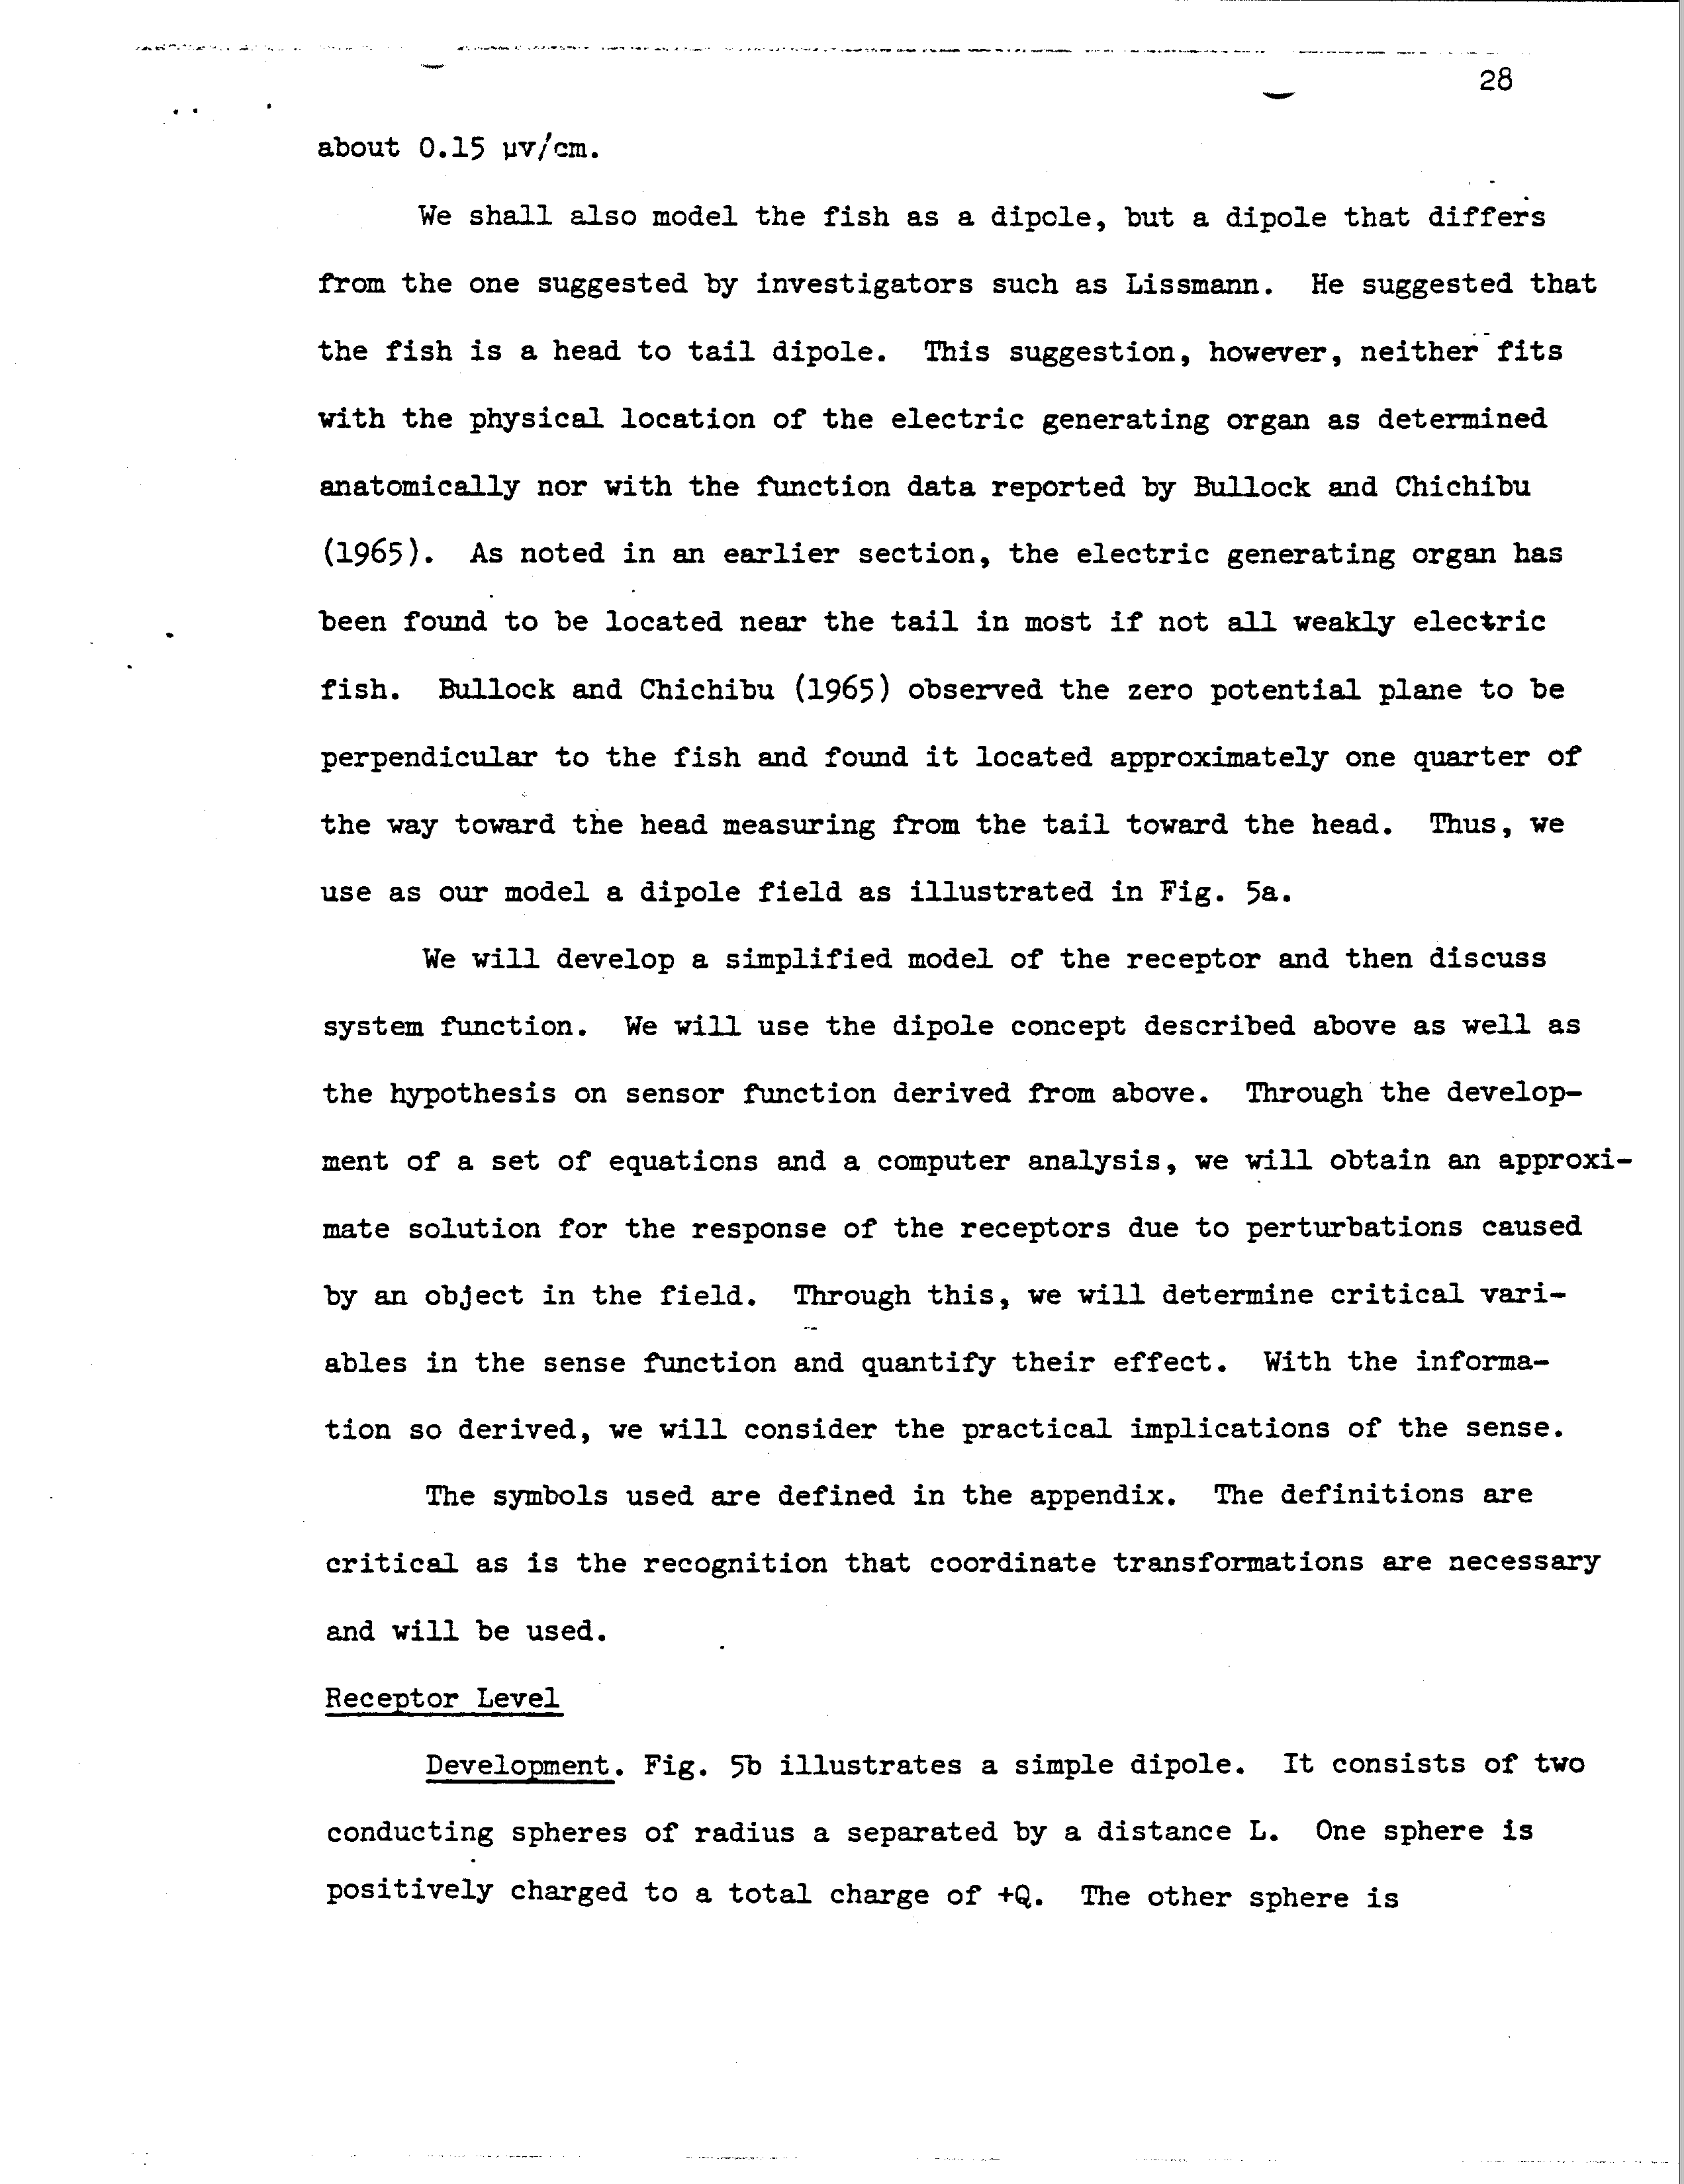 28
about 0.15 µv/cm.
We shall also model the fish as a dipole, but a dipole that differs
from the one suggested by investigators such as Lissmann. He suggested that
the fish is a head to tail dipole. This suggestion, however, neither fits
with the physical location of the electric generating organ as determined
anatomically nor with the function data reported by Bullock and Chichibu
(1965). As noted in an earlier section, the electric generating organ has
been found to be located near the tail in most if not all weakly electric
fish. Bullock and Chichibu (1965) observed the zero potential plane to be
perpendicular to the fish and found it located approximately one quarter of
the way toward the head measuring from the tail toward the head. Thus, we
use as our model a dipole field as illustrated in Fig. 5a.
We will develop a simplified model of the receptor and then discuss
system function. We will use the dipole concept described above as well as
the hypothesis on sensor function derived from above. Through the develop-
ment of a set of equations and a computer analysis, we will obtain an approxi-
mate solution for the response of the receptors due to perturbations caused
by an object in the field. Through this, we will determine critical vari-
ables in the sense function and quantify their effect. With the informa-
tion so derived, we will consider the practical implications of the sense.
The symbols used are defined in the appendix. The definitions are
critical as is the recognition that coordinate transformations are necessary
and will be used.
Receptor Level
Development. Fig. 5b illustrates a simple dipole. It consists of two
conducting spheres of radius a separated by a distance L. One sphere is
positively charged to a total charge of +Q. The other sphere is